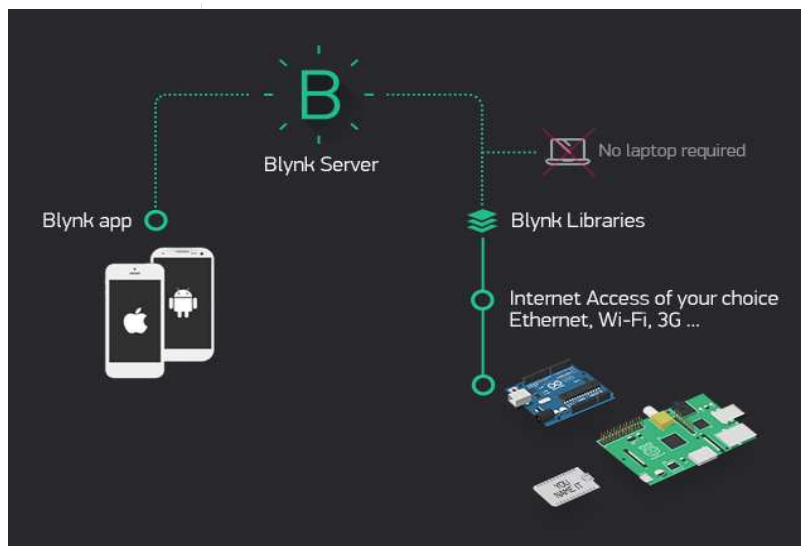 B
Blynk Server
No laptop required
Blynk app
Blynk Libraries
Internet Access of your choice
Ethernet, Wi-Fi, 3G ...
YOU
NAME IT